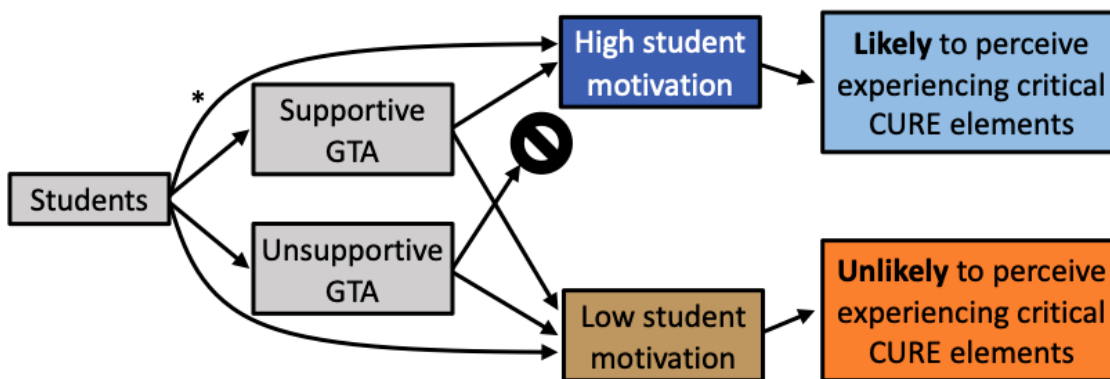 High student
motivation
Likely to perceive
experiencing critical
CURE elements
*
Supportive
GTA
Students
Unsupportive
GTA
Low student
motivation
Unlikely to perceive
experiencing critical
CURE elements